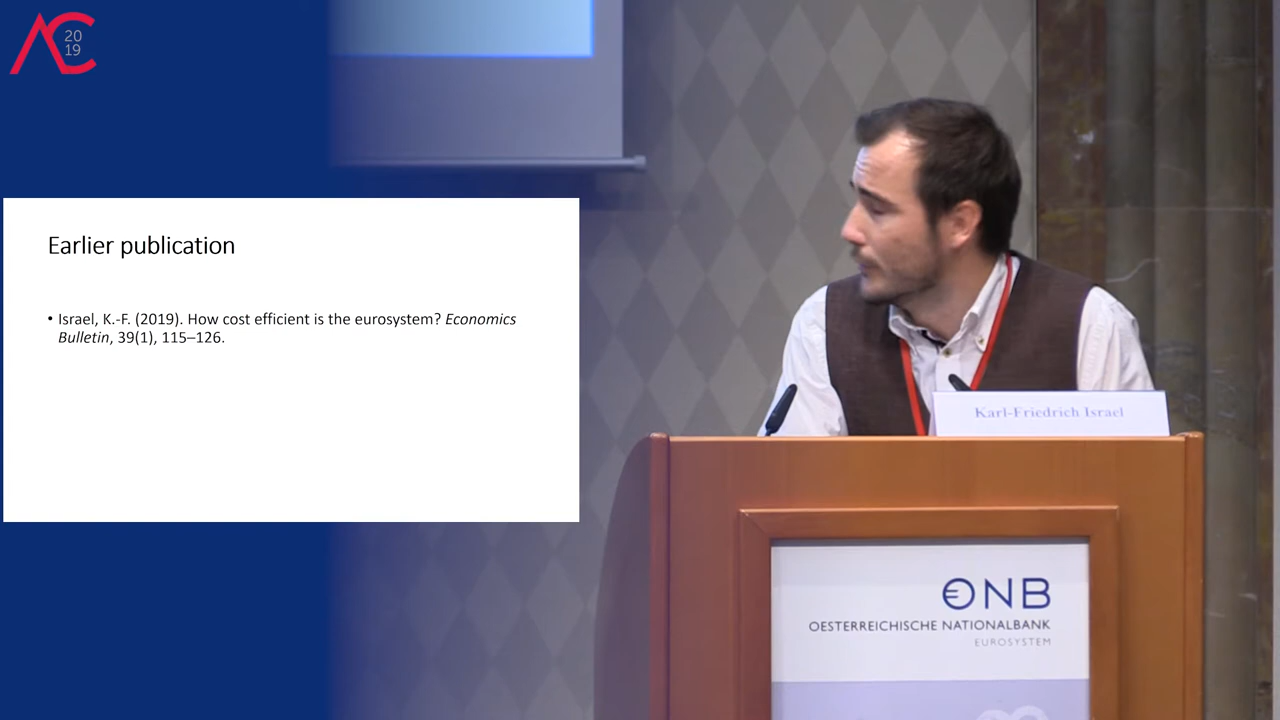 20
19
Earlier publication
• Israel, K.-F. (2019). How cost efficient is the eurosystem? Economics
Bulletin, 39(1), 115–126.
Karl-Friedrich Israel
ONB
OESTERREICHISCHE NATIONALBANK
EUROSYSTEM